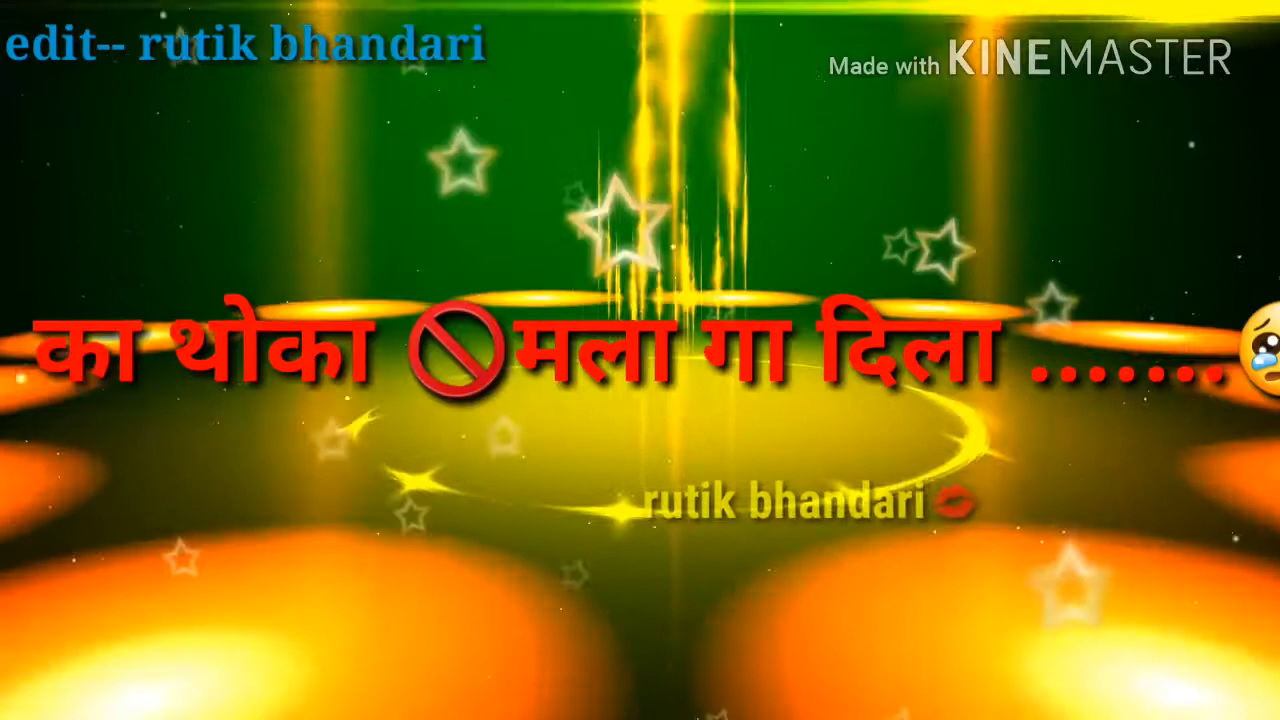 edit-- rutik bhandari
Made with KINEMASTER
का थोका 🚫मला गा दिला .......😢
rutik bhandari💋